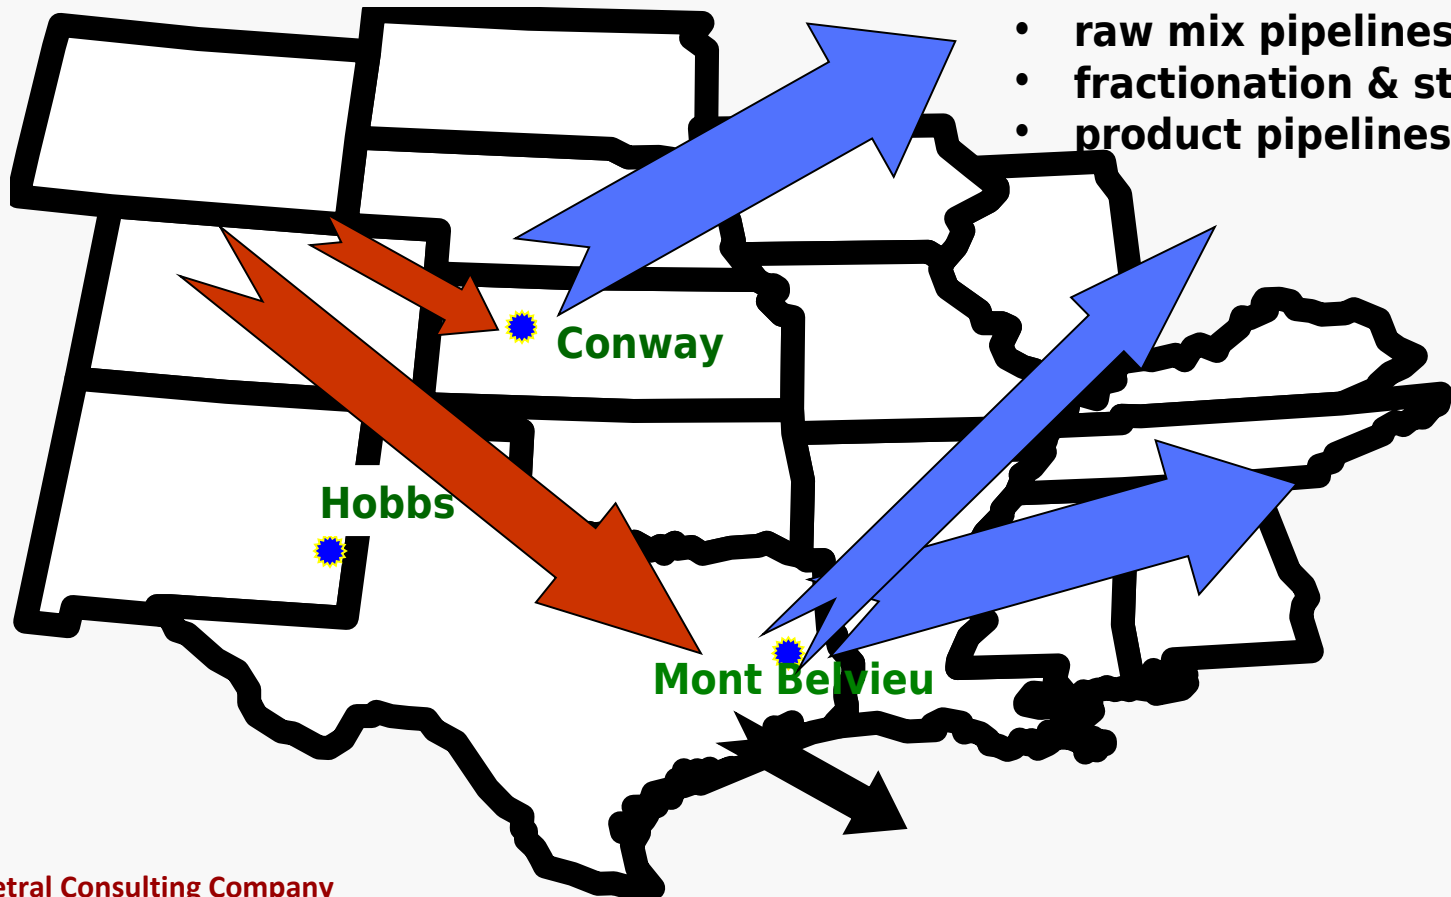 • raw mix pipelines
• fractionation & st
• product pipelines
Conway
Hobbs
Mont Belvieu
etral Consulting Company